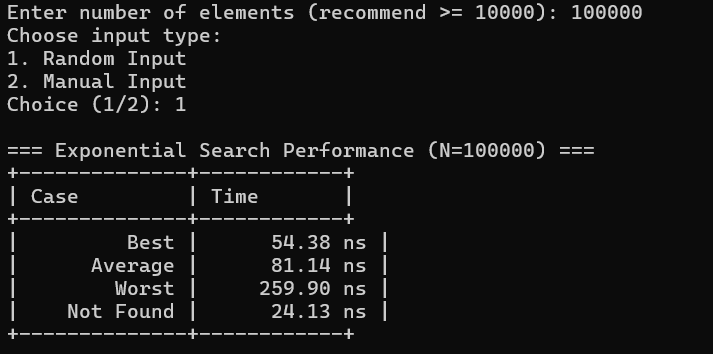 Enter number of elements (recommend >= 10000): 100000
Choose input type:
1. Random Input
2. Manual Input
Choice (1/2): 1

=== Exponential Search Performance (N=100000) ===
+--------------+------------+
| Case         | Time       |
+--------------+------------+
|         Best |      54.38 ns |
|      Average |      81.14 ns |
|        Worst |     259.90 ns |
|    Not Found |      24.13 ns |
+--------------+------------+